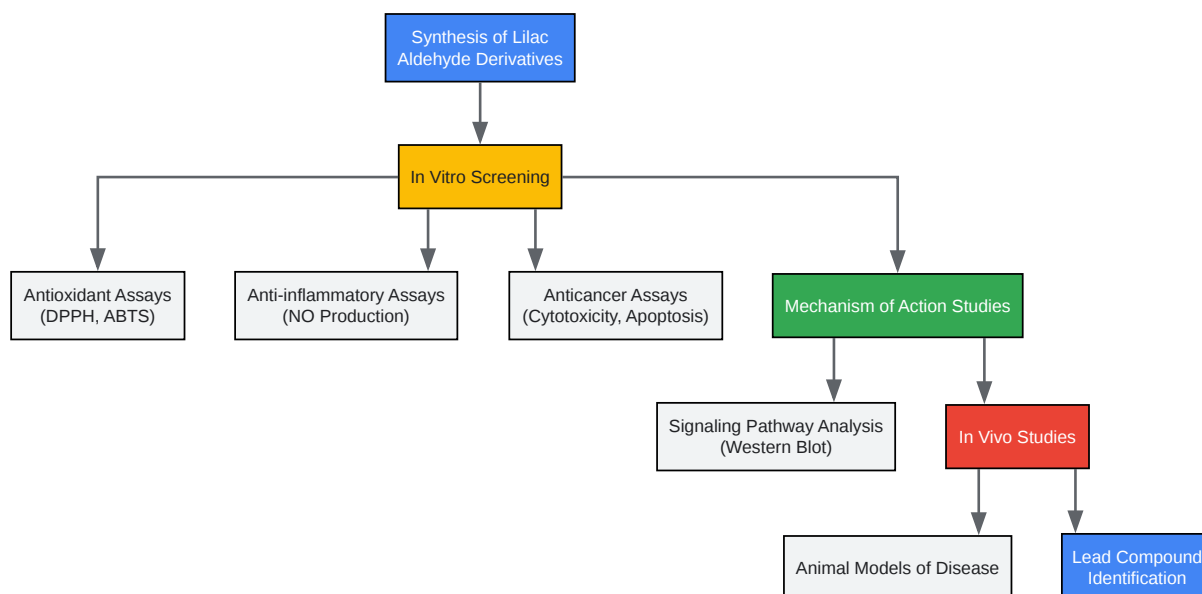 Synthesis of Lilac
Aldehyde Derivatives
In Vitro Screening
Antioxidant Assays
(DPPH, ABTS)
Anti-inflammatory Assays
(NO Production)
Anticancer Assays
(Cytotoxicity, Apoptosis)
Mechanism of Action Studies
Signaling Pathway Analysis
(Western Blot)
In Vivo Studies
Animal Models of Disease
Lead Compound
Identification